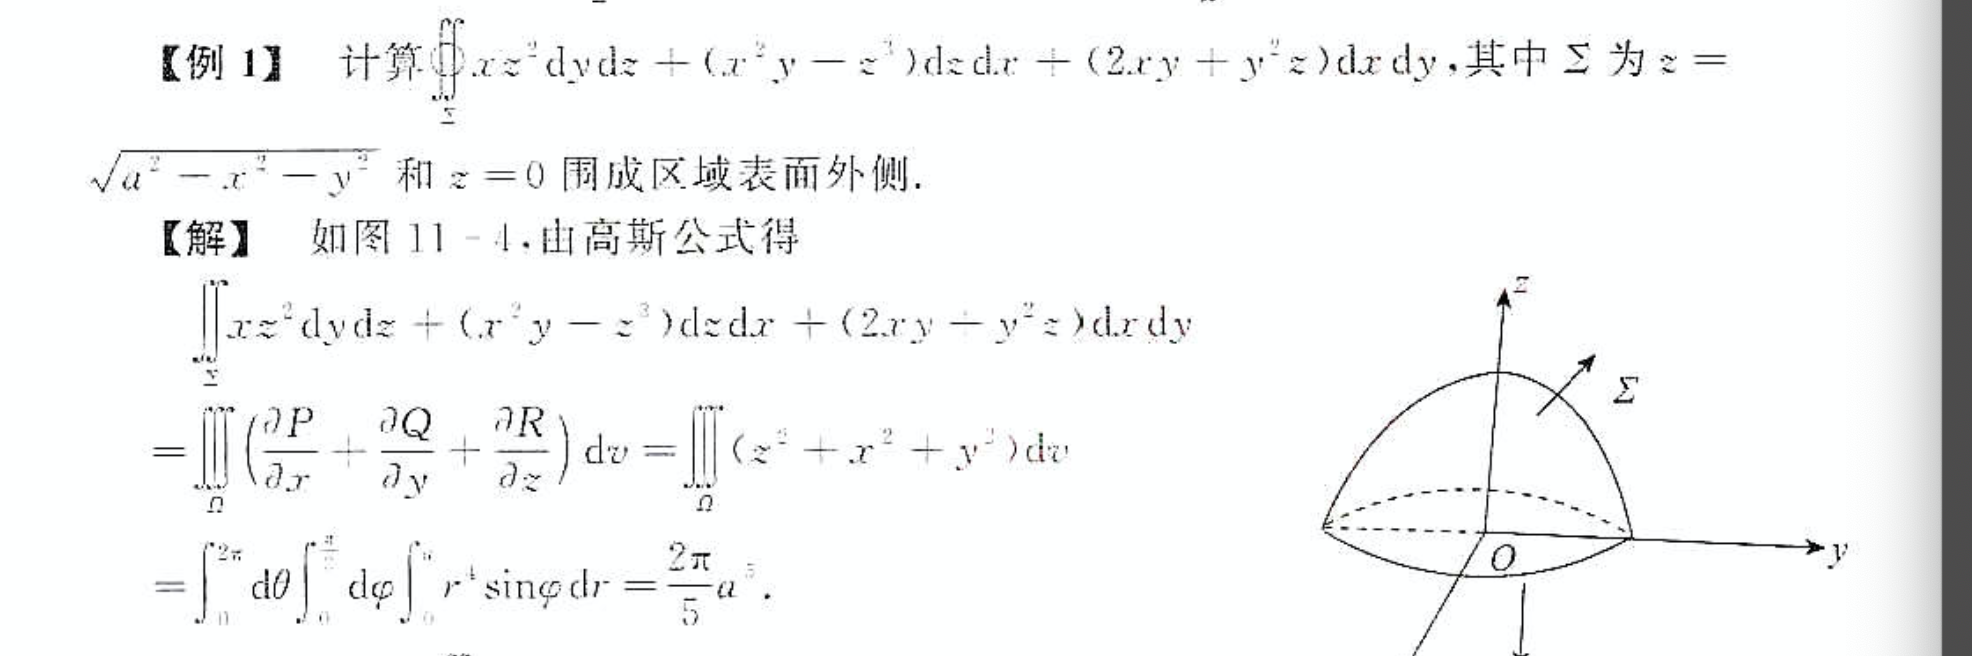 【例 1】 计算∯_Σ xz²dydz + (x²y − z³)dzdx + (2xy + y²z)dxdy,其中 Σ 为 z =
√(a² − x² − y²) 和 z = 0 围成区域表面外侧.
【解】 如图 11 - 4,由高斯公式得
∬_Σ xz²dydz + (x²y − z³)dzdx + (2xy + y²z)dxdy
= ∭_Ω (∂P/∂x + ∂Q/∂y + ∂R/∂z) dv = ∭_Ω (z² + x² + y²)dv
= ∫_0^{2π} dθ ∫_0^{π/2} dφ ∫_0^a r⁴ sinφ dr = 2π/5 a⁵.
z
Σ
O
y